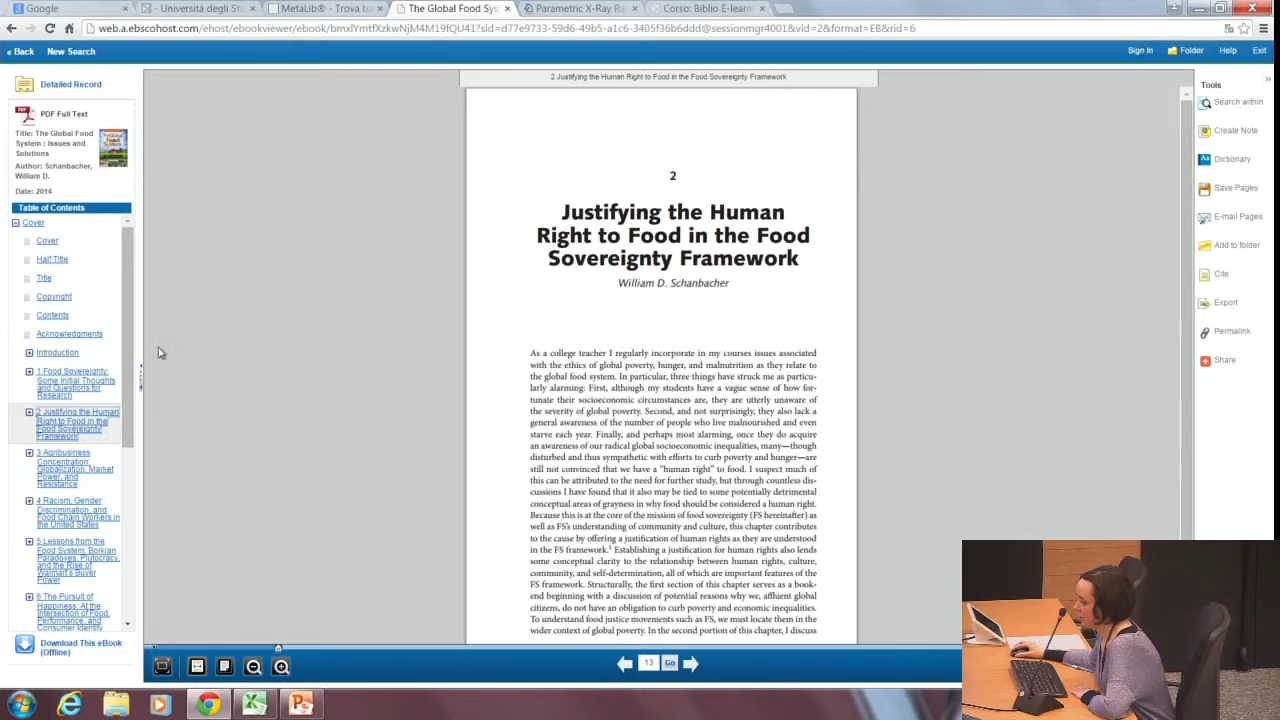 Google
- Università degli Stu
MetaLib® - Trova ba
The Global Food Sys
Parametric X-Ray Ra
Corso: Biblio E-learn
web.a.ebscohost.com/ehost/ebookviewer/ebook/
« Back
New Search
Sign In
Folder
Help
Exit
Detailed Record
PDF Full Text
Title: The Global Food
System : Issues and
Solutions
Author: Schanbacher,
William D.
Date: 2014
Table of Contents
Cover
Cover
Half Title
Title
Copyright
Contents
Acknowledgments
Introduction
1 Food Sovereignty:
Some Initial Thoughts
and Questions for
Research
2 Justifying the Human
Right to Food in the
Food Sovereignty
Framework
3 Agribusiness
Concentration:
Globalization, Market
Power, and
Resistance
4 Racism, Gender
Discrimination, and
Food Chain Workers in
the United States
5 Lessons from the
Food System, Borkian
Paradoxes, Plutocracy,
and the Rise of
Walmart's Buyer
Power
6 The Pursuit of
Happiness: At the
Intersection of Food,
Performance, and
Consumer Identity
Download This eBook
(Offline)
2 Justifying the Human Right to Food in the Food Sovereignty Framework
2
Justifying the Human
Right to Food in the Food
Sovereignty Framework
William D. Schanbacher
As a college teacher I regularly incorporate in my courses issues associated
with the ethics of global poverty, hunger, and malnutrition as they relate to
the global food system. In particular, three things have struck me as particu-
larly alarming: First, although my students have a vague sense of how for-
tunate their socioeconomic circumstances are, they are utterly unaware of
the severity of global poverty. Second, and not surprisingly, they also lack a
general awareness of the number of people who live malnourished and even
starve each year. Finally, and perhaps most alarming, once they do acquire
an awareness of our radical global socioeconomic inequalities, many—though
disturbed and thus sympathetic with efforts to curb poverty and hunger—are
still not convinced that we have a "human right" to food. I suspect much of
this can be attributed to the need for further study, but through countless dis-
cussions I have found that it also may be tied to some potentially detrimental
conceptual areas of grayness in why food should be considered a human right.
Because this is at the core of the mission of food sovereignty (FS hereinafter) as
well as FS's understanding of community and culture, this chapter contributes
to the cause by offering a justification of human rights as they are understood
in the FS framework.¹ Establishing a justification for human rights also lends
some conceptual clarity to the relationship between human rights, culture,
community, and self-determination, all of which are important features of the
FS framework. Structurally, the first section of this chapter serves as a book-
end beginning with a discussion of potential reasons why we, affluent global
citizens, do not have an obligation to curb poverty and economic inequalities.
To understand food justice movements such as FS, we must locate them in the
wider context of global poverty. In the second portion of this chapter, I discuss
13
Go
Tools
Search within
Create Note
Dictionary
Save Pages
E-mail Pages
Add to folder
Cite
Export
Permalink
Share